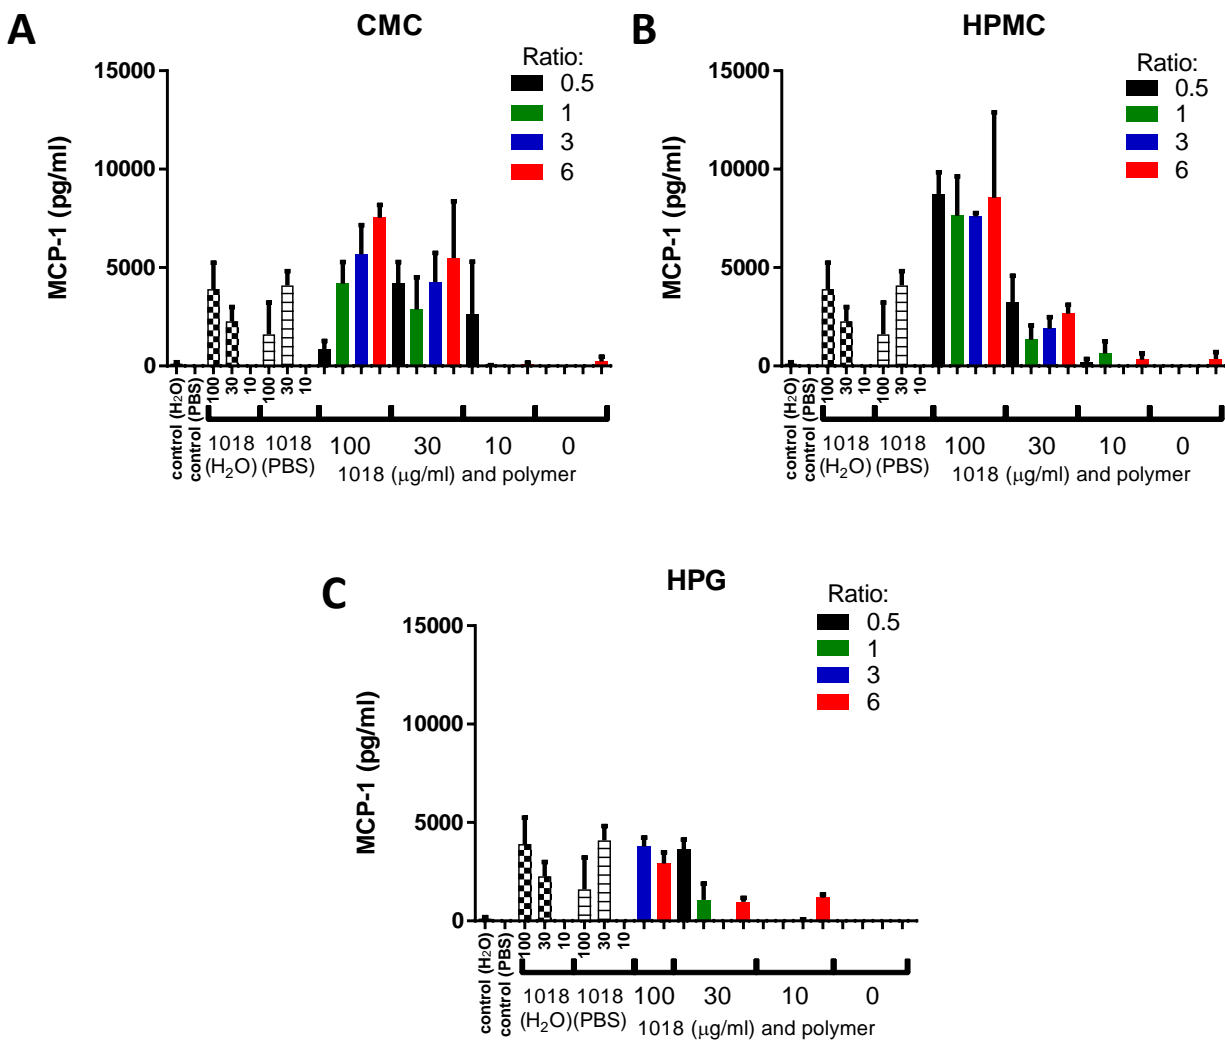 A
CMC
Ratio:
0.5
1
3
6
MCP-1 (pg/ml)
15000
10000
5000
0
control (H2O)
control (PBS)
100
30
10
100
30
10
1018
(H2O)
1018
(PBS)
100
30
10
0
1018 (μg/ml) and polymer
B
HPMC
Ratio:
0.5
1
3
6
MCP-1 (pg/ml)
15000
10000
5000
0
control (H2O)
control (PBS)
100
30
10
100
30
10
1018
(H2O)
1018
(PBS)
100
30
10
0
1018 (μg/ml) and polymer
C
HPG
Ratio:
0.5
1
3
6
MCP-1 (pg/ml)
15000
10000
5000
0
control (H2O)
control (PBS)
100
30
10
100
30
10
1018
(H2O)
1018
(PBS)
100
30
10
0
1018 (μg/ml) and polymer